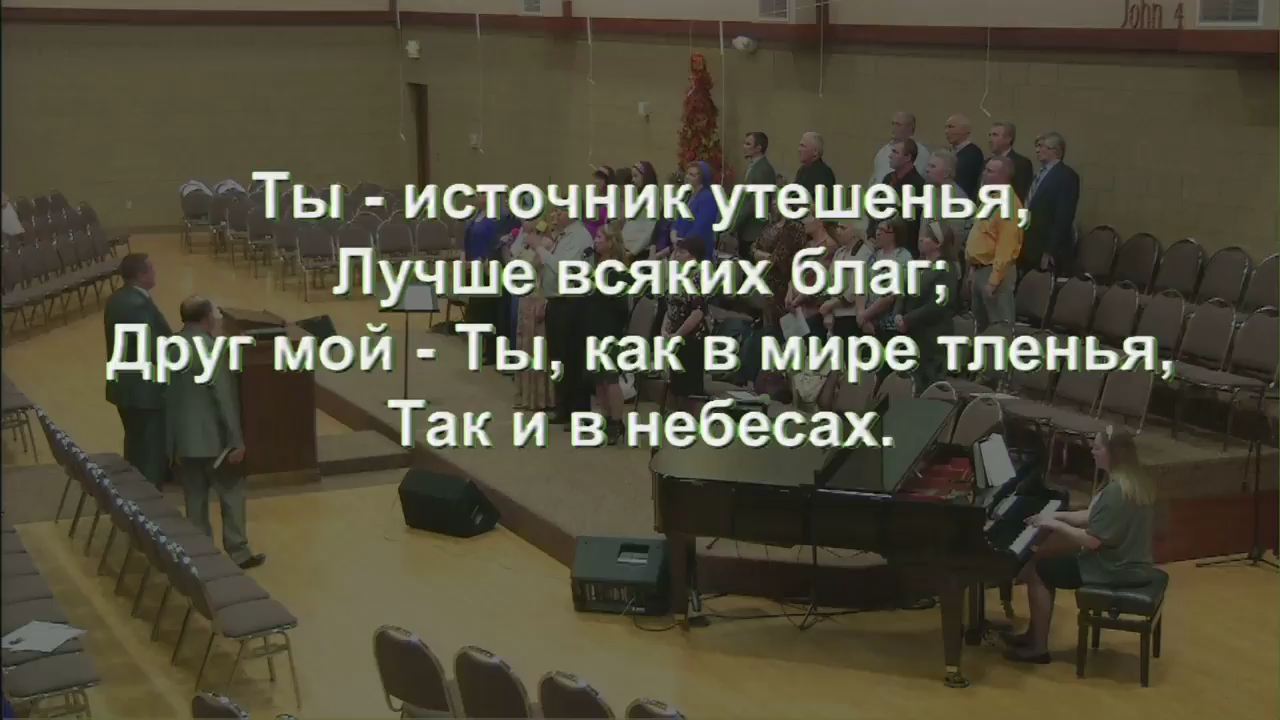 John 4
Ты - источник утешенья,
Лучше всяких благ;
Друг мой - Ты, как в мире тленья,
Так и в небесах.